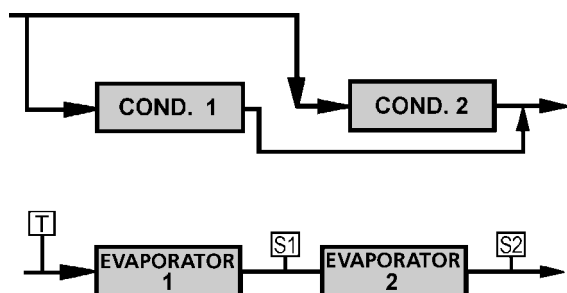 COND. 1
COND. 2
T
S1
S2
EVAPORATOR
1
EVAPORATOR
2